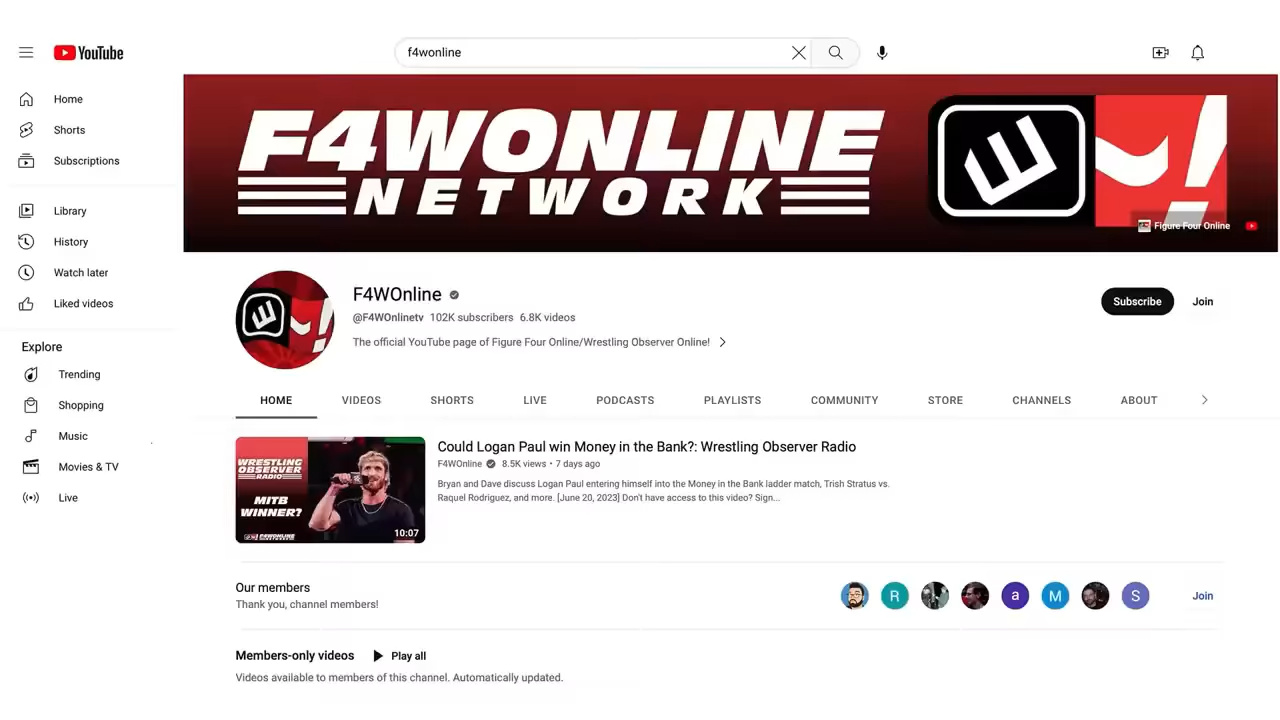 YouTube
f4wonline
Home
Shorts
Subscriptions
Library
History
Watch later
Liked videos
Explore
Trending
Shopping
Music
Movies & TV
Live
F4WONLINE
NETWORK
Figure Four Online
F4WOnline
@F4WOnlinetv 102K subscribers 6.8K videos
The official YouTube page of Figure Four Online/Wrestling Observer Online!
Subscribe
Join
HOME VIDEOS SHORTS LIVE PODCASTS PLAYLISTS COMMUNITY STORE CHANNELS ABOUT
WRESTLING
OBSERVER
RADIO
MITB
WINNER?
F4WONLINE
10:07
Could Logan Paul win Money in the Bank?: Wrestling Observer Radio
F4WOnline 8.5K views • 7 days ago
Bryan and Dave discuss Logan Paul entering himself into the Money in the Bank ladder match, Trish Stratus vs.
Raquel Rodriguez, and more. [June 20, 2023] Don't have access to this video? Sign...
Our members
Thank you, channel members!
R a M S
Join
Members-only videos Play all
Videos available to members of this channel. Automatically updated.